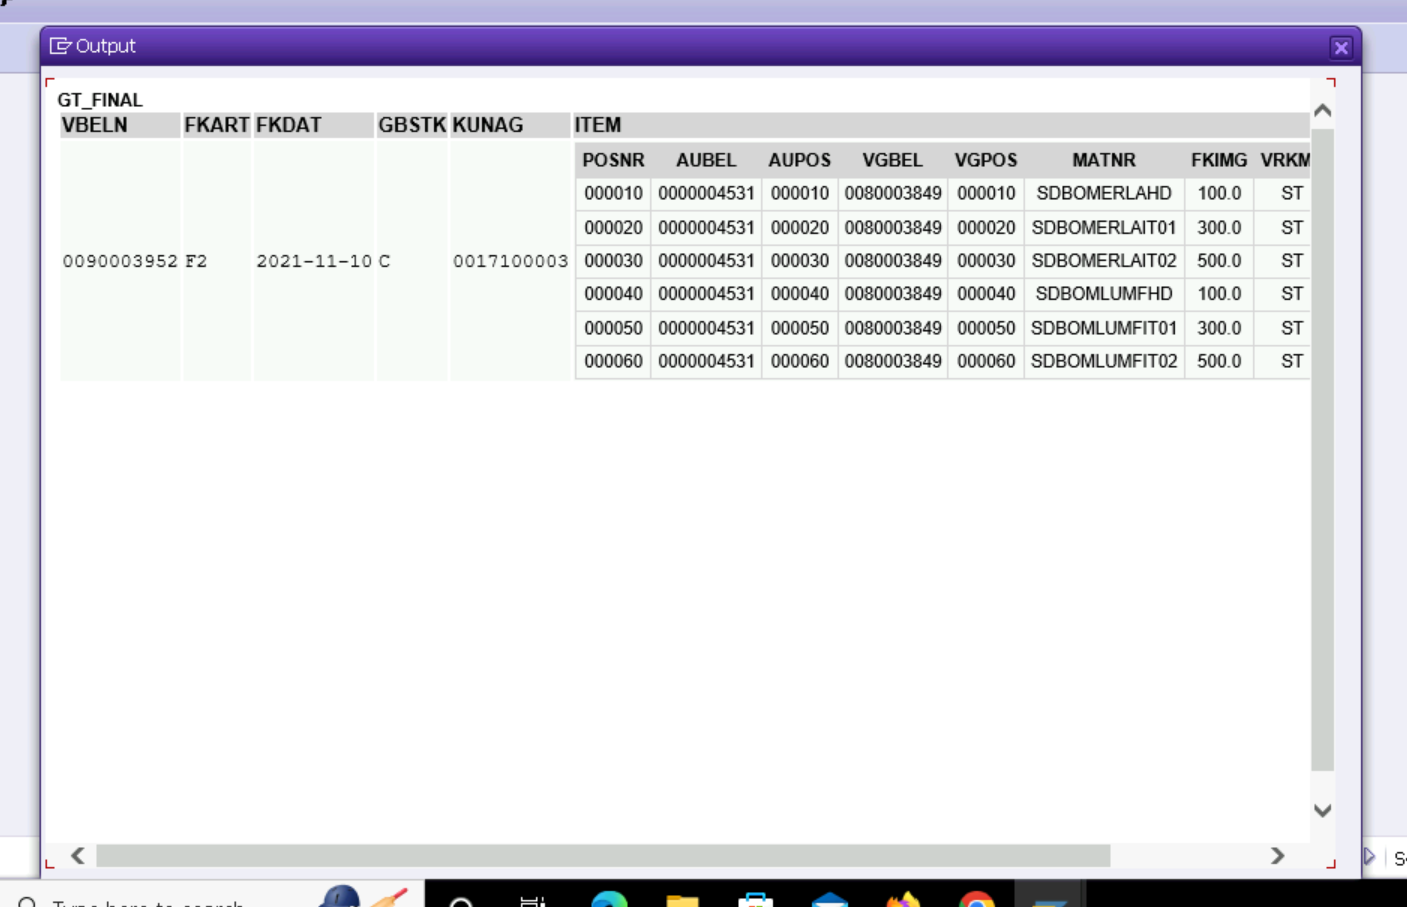 Output
GT_FINAL
VBELN FKART FKDAT GBSTK KUNAG ITEM
POSNR AUBEL AUPOS VGBEL VGPOS MATNR FKIMG VRKM
000010 0000004531 000010 0080003849 000010 SDBOMERLAHD 100.0 ST
000020 0000004531 000020 0080003849 000020 SDBOMERLAIT01 300.0 ST
0090003952 F2 2021-11-10 C 0017100003 000030 0000004531 000030 0080003849 000030 SDBOMERLAIT02 500.0 ST
000040 0000004531 000040 0080003849 000040 SDBOMLUMFHD 100.0 ST
000050 0000004531 000050 0080003849 000050 SDBOMLUMFIT01 300.0 ST
000060 0000004531 000060 0080003849 000060 SDBOMLUMFIT02 500.0 ST
Type here to search